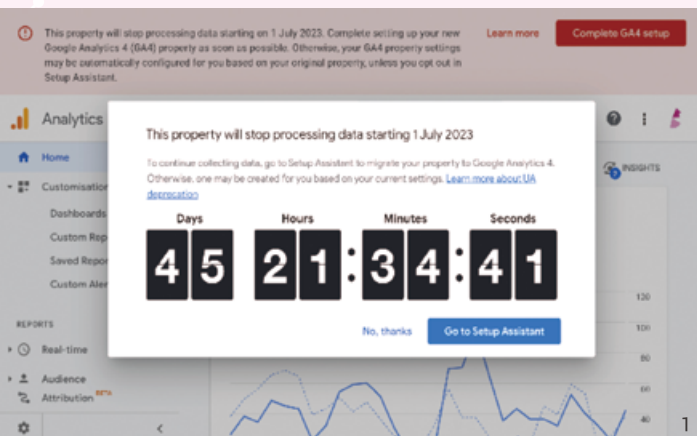 This property will stop processing data starting on 1 July 2023. Complete setting up your new
Google Analytics 4 (GA4) property as soon as possible. Otherwise, your GA4 property settings
may be automatically configured for you based on your original property, unless you opt out in
Setup Assistant.
Learn more
Complete GA4 setup
Analytics
This property will stop processing data starting 1 July 2023
To continue collecting data, go to Setup Assistant to migrate your property to Google Analytics 4.
Otherwise, one may be created for you based on your current settings. Learn more about UA
deprecation
Days Hours Minutes Seconds
45 21:34:41
No, thanks
Go to Setup Assistant
Home
INSIGHTS
Customisation
Dashboards
Custom Rep
Saved Repor
Custom Aler
REPORTS
Real-time
Audience
Attribution BETA
120
100
80
60
40
1